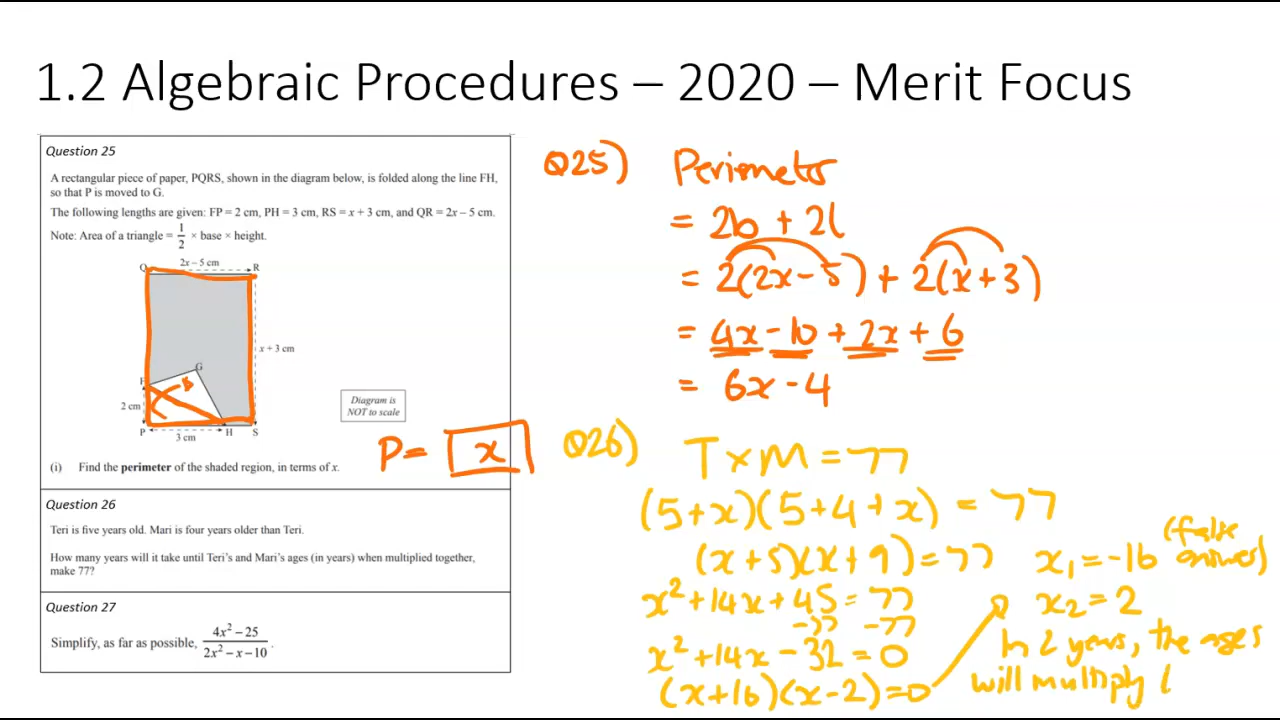 1.2 Algebraic Procedures – 2020 – Merit Focus
Question 25
A rectangular piece of paper, PQRS, shown in the diagram below, is folded along the line FH,
so that P is moved to G.
The following lengths are given: FP = 2 cm, PH = 3 cm, RS = x + 3 cm, and QR = 2x – 5 cm.
Note: Area of a triangle = 1/2 × base × height.
2x – 5 cm
Q
R
x + 3 cm
G
F
2 cm
P
3 cm
H
S
Diagram is
NOT to scale
(i) Find the perimeter of the shaded region, in terms of x.
P = x
Question 26
Teri is five years old. Mari is four years older than Teri.
How many years will it take until Teri's and Mari's ages (in years) when multiplied together,
make 77?
Question 27
Simplify, as far as possible, (4x² – 25)/(2x² – x – 10).
Q25) Perimeter
= 2b + 2l
= 2(2x – 5) + 2(x + 3)
= 4x – 10 + 2x + 6
= 6x – 4
Q26) T × M = 77
(5 + x)(5 + 4 + x) = 77
(x + 5)(x + 9) = 77
x² + 14x + 45 = 77
–77 –77
x² + 14x – 32 = 0
(x + 16)(x – 2) = 0
x₁ = –16 (false
answer)
x₂ = 2
In 2 years, the ages
will multiply (